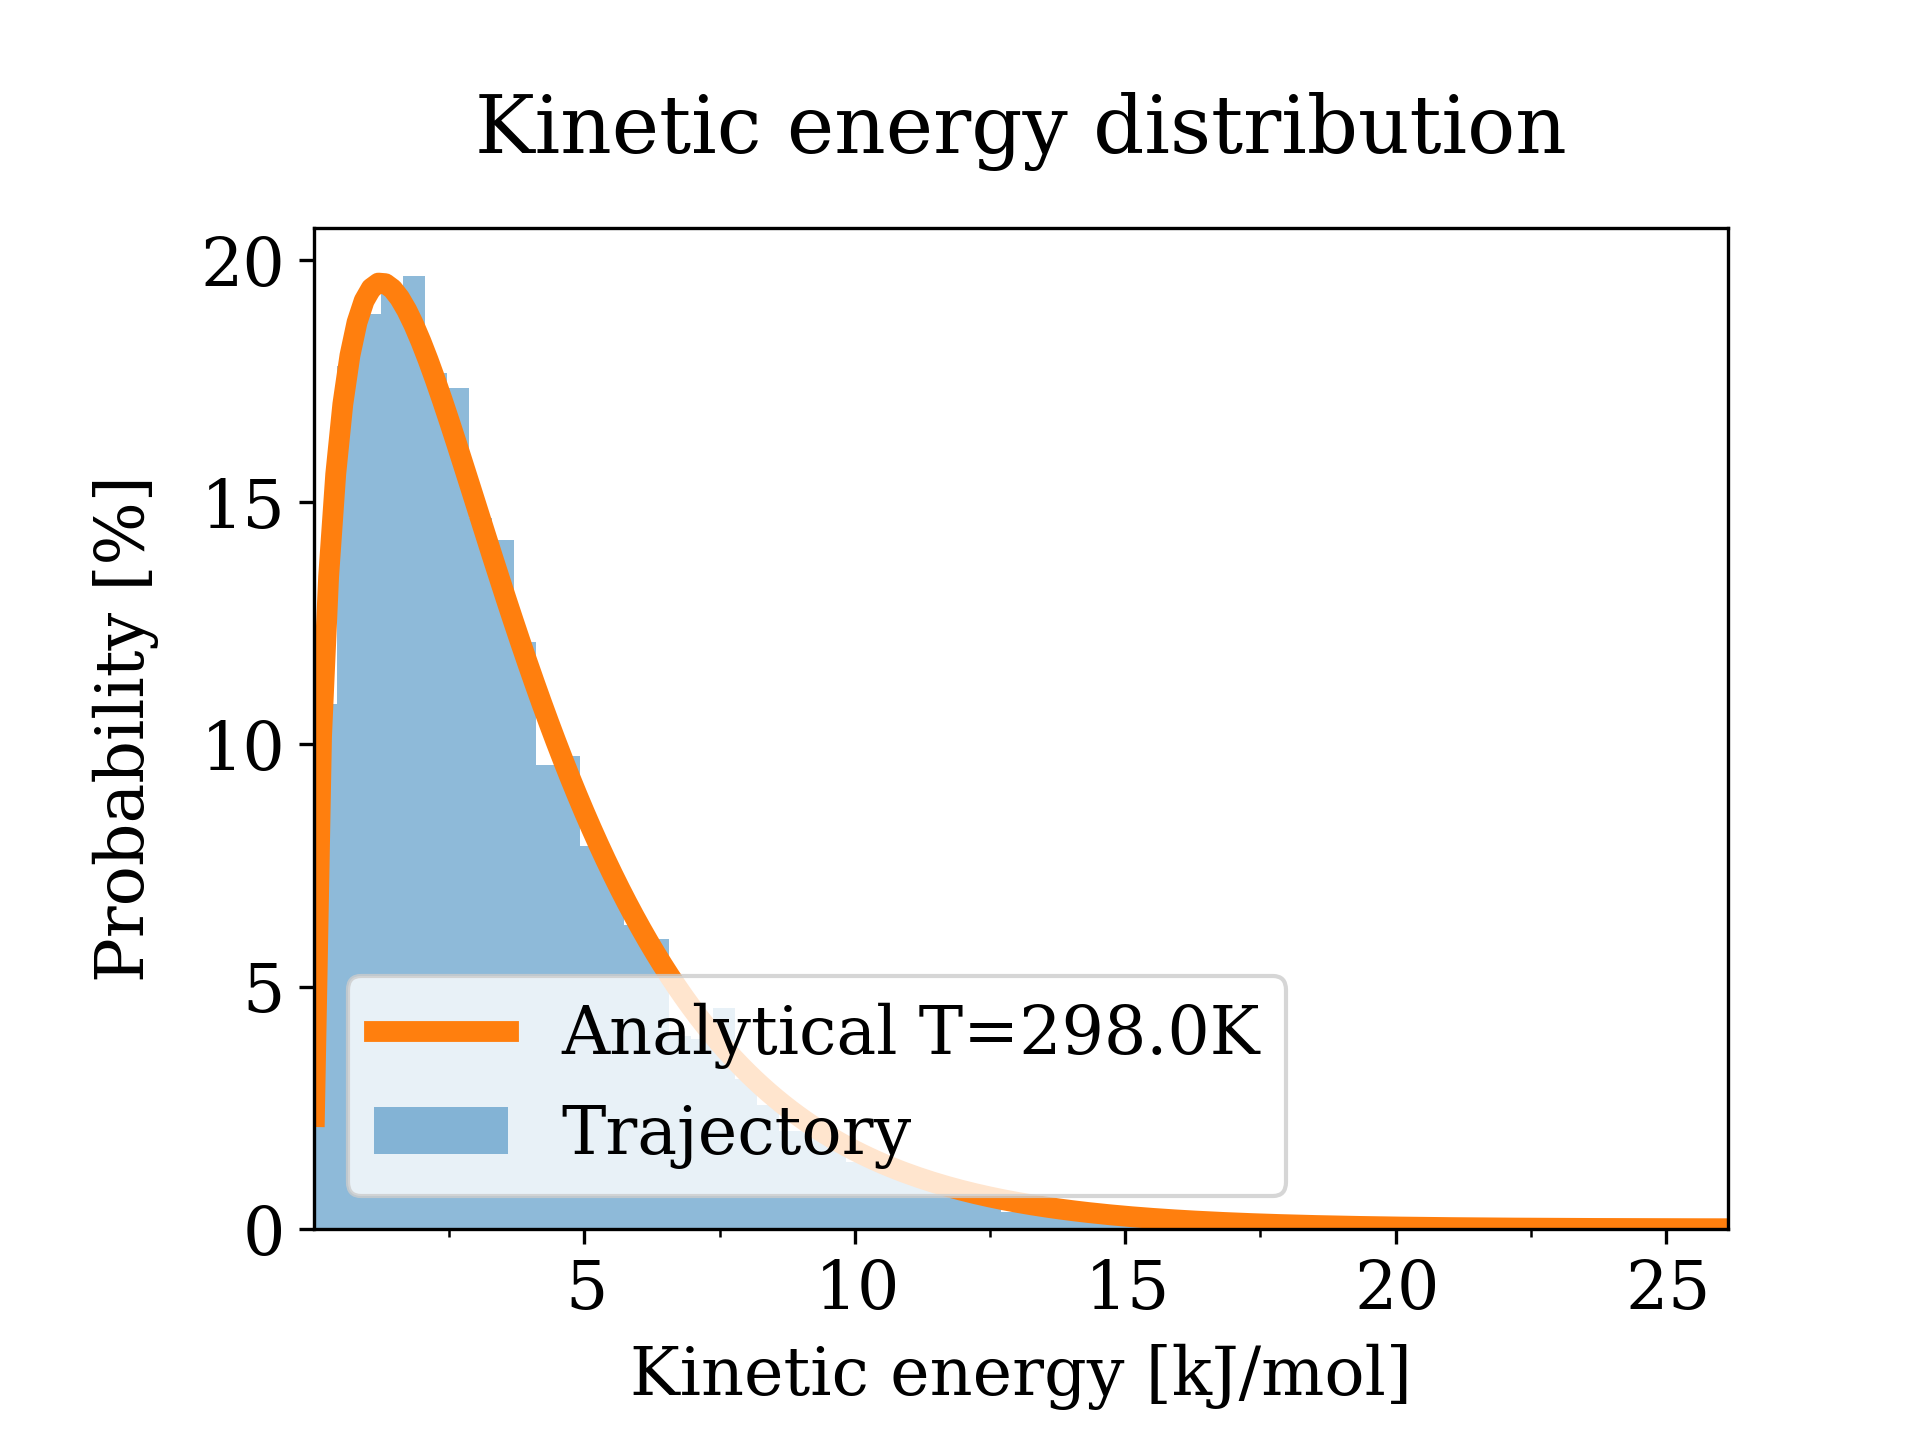 Kinetic energy distribution
20
15
10
5
0
Probability [%]
Analytical T=298.0K
Trajectory
5 10 15 20 25
Kinetic energy [kJ/mol]